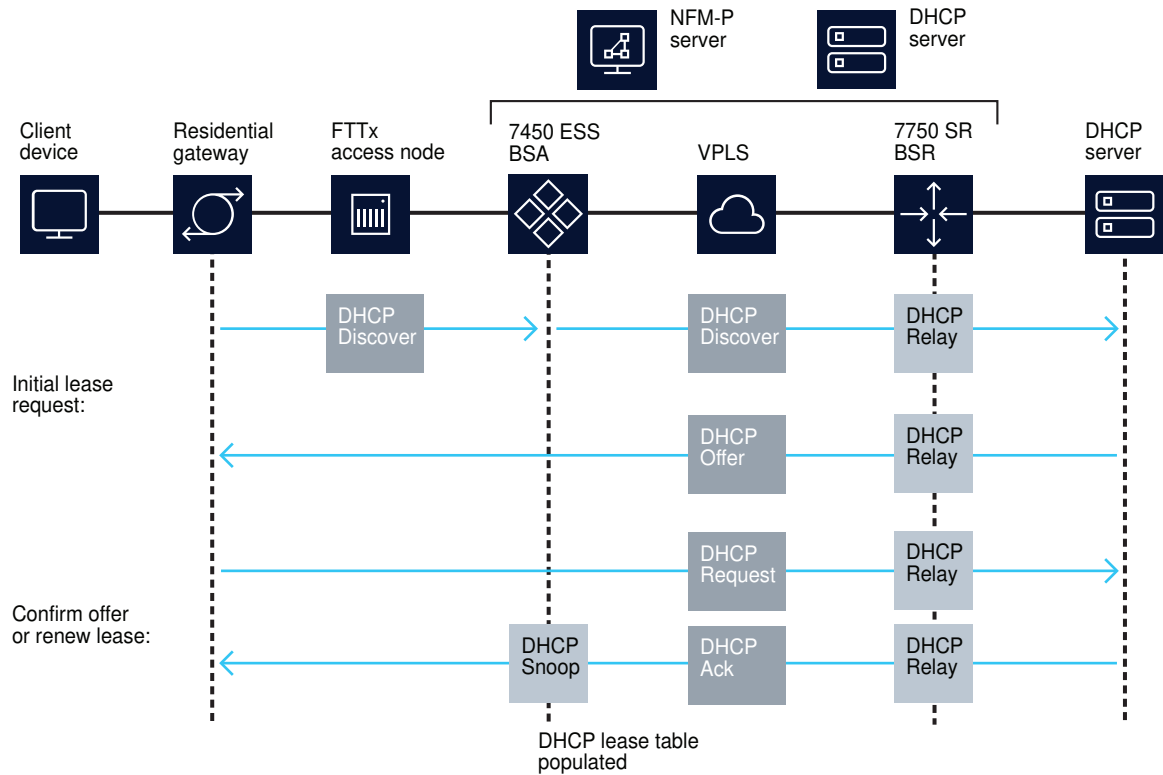 NFM-P
server
DHCP
server
Client
device
Residential
gateway
FTTx
access node
7450 ESS
BSA
VPLS
7750 SR
BSR
DHCP
server
DHCP
Discover
DHCP
Discover
DHCP
Relay
Initial lease
request:
DHCP
Offer
DHCP
Relay
DHCP
Request
DHCP
Relay
Confirm offer
or renew lease:
DHCP
Snoop
DHCP
Ack
DHCP
Relay
DHCP lease table
populated